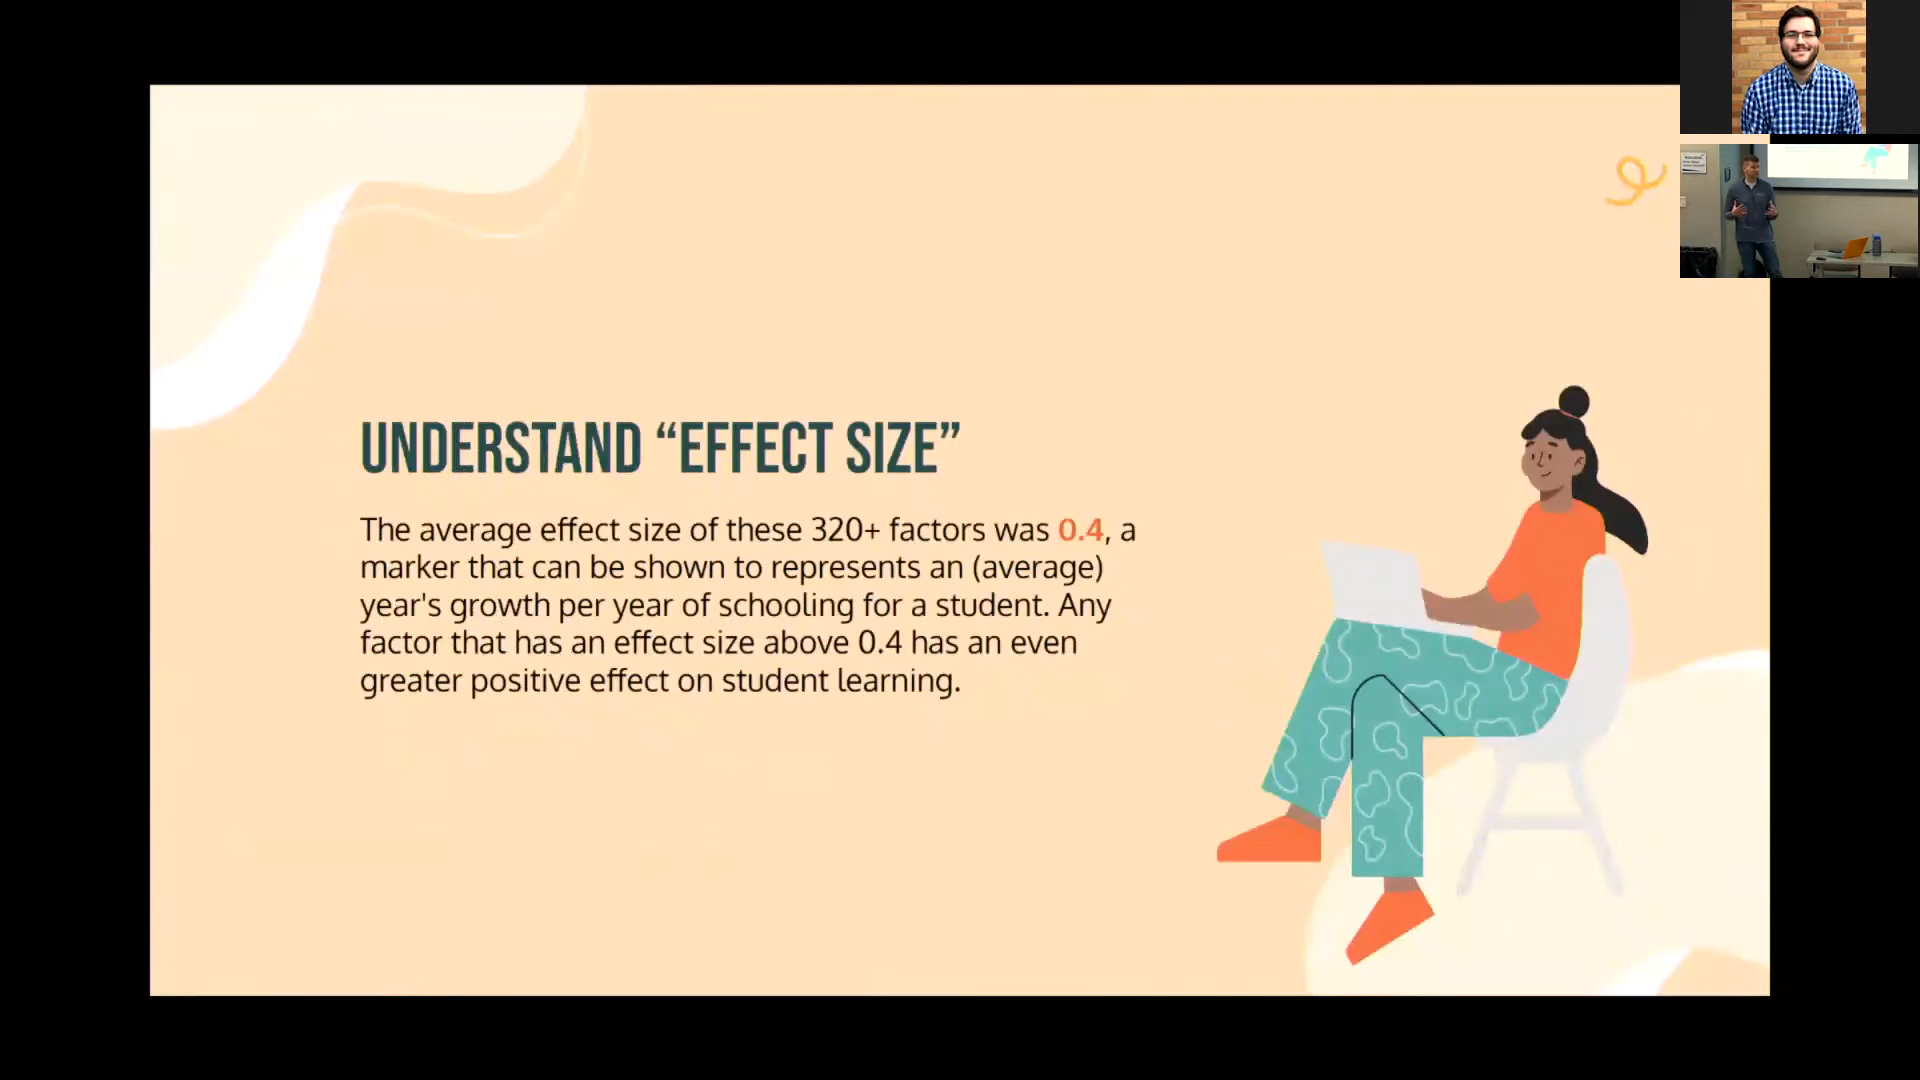 UNDERSTAND “EFFECT SIZE”
The average effect size of these 320+ factors was 0.4, a
marker that can be shown to represents an (average)
year's growth per year of schooling for a student. Any
factor that has an effect size above 0.4 has an even
greater positive effect on student learning.